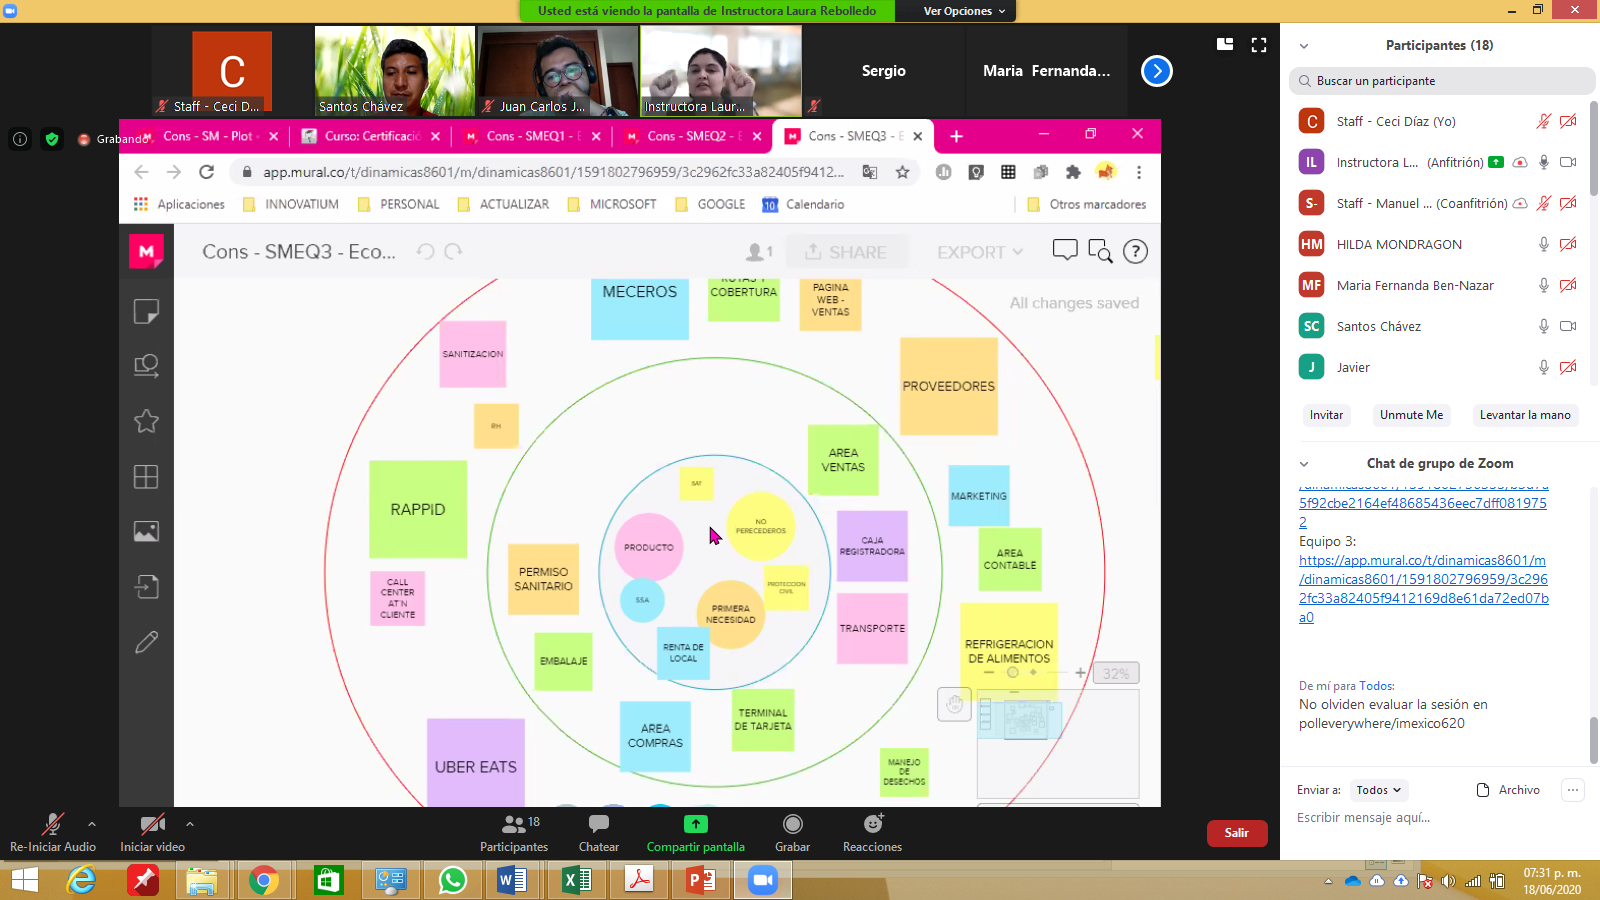 Usted está viendo la pantalla de Instructora Laura Rebolledo
Ver Opciones
C
Staff - Ceci D...
Santos Chávez
Juan Carlos J...
Instructora Laur...
Sergio
Maria Fernanda...
Grabando
Cons - SM - Plot -
Curso: Certificació
Cons - SMEQ1 - E
Cons - SMEQ2 - E
Cons - SMEQ3 - E
app.mural.co/t/dinamicas8601/m/dinamicas8601/1591802796959/3c2962fc33a82405f9412...
Aplicaciones
INNOVATIUM
PERSONAL
ACTUALIZAR
MICROSOFT
GOOGLE
Calendario
Otros marcadores
Cons - SMEQ3 - Eco...
1
SHARE
EXPORT
All changes saved
MECEROS
RUTAS Y
COBERTURA
PAGINA
WEB -
VENTAS
SANITIZACION
PROVEEDORES
RH
AREA
VENTAS
RAPPID
SAT
MARKETING
NO
PERECEDEROS
PRODUCTO
CAJA
REGISTRADORA
AREA
CONTABLE
PERMISO
SANITARIO
CALL
CENTER
AT'N
CLIENTE
PROTECCION
CIVIL
SSA
PRIMERA
NECESIDAD
TRANSPORTE
RENTA DE
LOCAL
REFRIGERACION
DE ALIMENTOS
EMBALAJE
32%
AREA
COMPRAS
TERMINAL
DE TARJETA
UBER EATS
MANEJO
DE
DESECHOS
Participantes (18)
Buscar un participante
C Staff - Ceci Díaz (Yo)
IL Instructora L... (Anfitrión)
S- Staff - Manuel ... (Coanfitrión)
HM HILDA MONDRAGON
MF Maria Fernanda Ben-Nazar
SC Santos Chávez
J Javier
Invitar
Unmute Me
Levantar la mano
Chat de grupo de Zoom
5f92cbe2164ef48685436eec7dff081975
2
Equipo 3:
https://app.mural.co/t/dinamicas8601/m
/dinamicas8601/1591802796959/3c296
2fc33a82405f9412169d8e61da72ed07b
a0
De mí para Todos:
No olviden evaluar la sesión en
polleverywhere/imexico620
Enviar a: Todos
Archivo
Escribir mensaje aquí...
Re-Iniciar Audio
Iniciar video
18
Participantes
Chatear
Compartir pantalla
Grabar
Reacciones
Salir
07:31 p. m.
18/06/2020